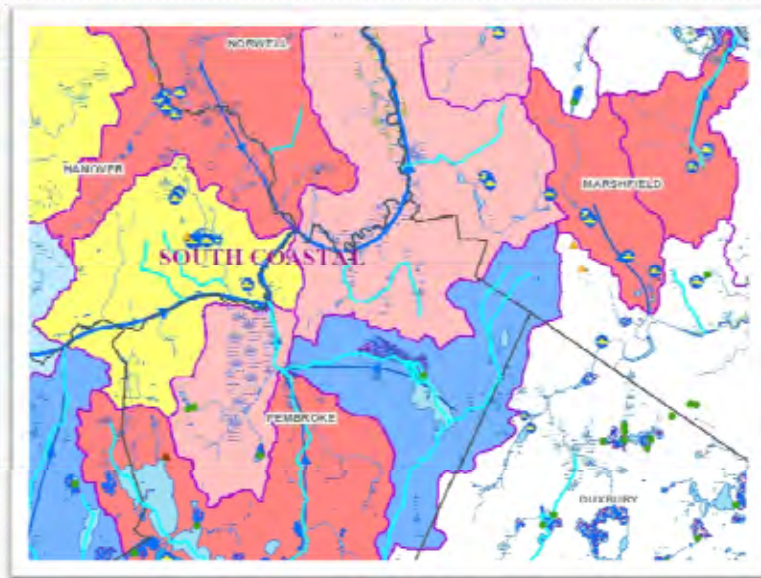 NORWELL
HANOVER
MARSHFIELD
SOUTH COASTAL
PEMBROKE
DUXBURY